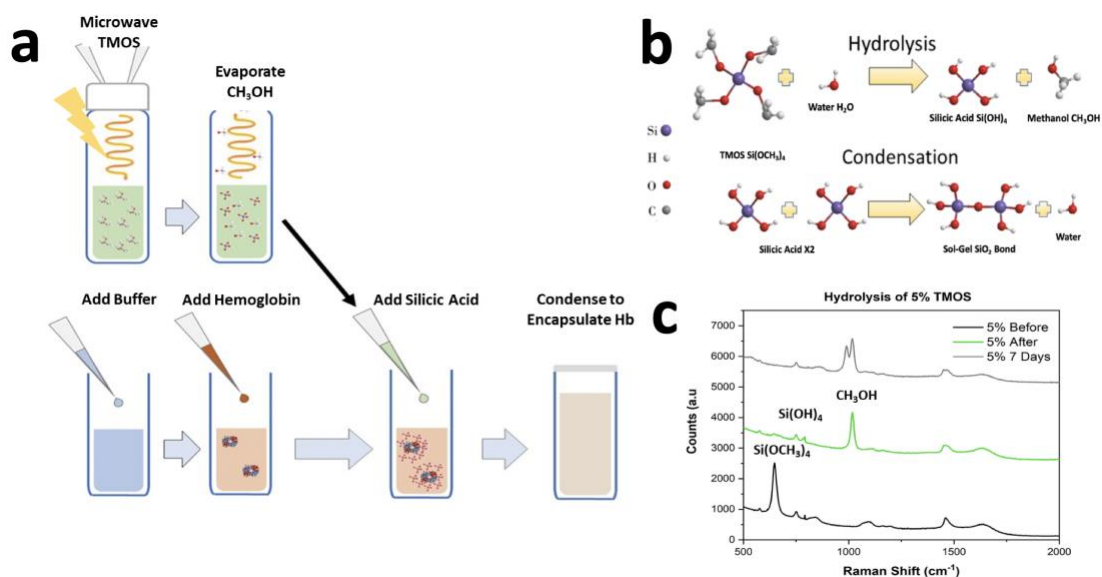 a
Microwave
TMOS
Evaporate
CH₃OH
Add Buffer
Add Hemoglobin
Add Silicic Acid
Condense to
Encapsulate Hb
b
Hydrolysis
Water H₂O
Silicic Acid Si(OH)₄
Methanol CH₃OH
Si
H
O
C
TMOS Si(OCH₃)₄
Condensation
Silicic Acid X2
Sol-Gel SiO₂ Bond
Water
c
Hydrolysis of 5% TMOS
5% Before
5% After
5% 7 Days
CH₃OH
Si(OH)₄
Si(OCH₃)₄
Counts (a.u
7000
6000
5000
4000
3000
2000
1000
0
500
1000
1500
2000
Raman Shift (cm⁻¹)